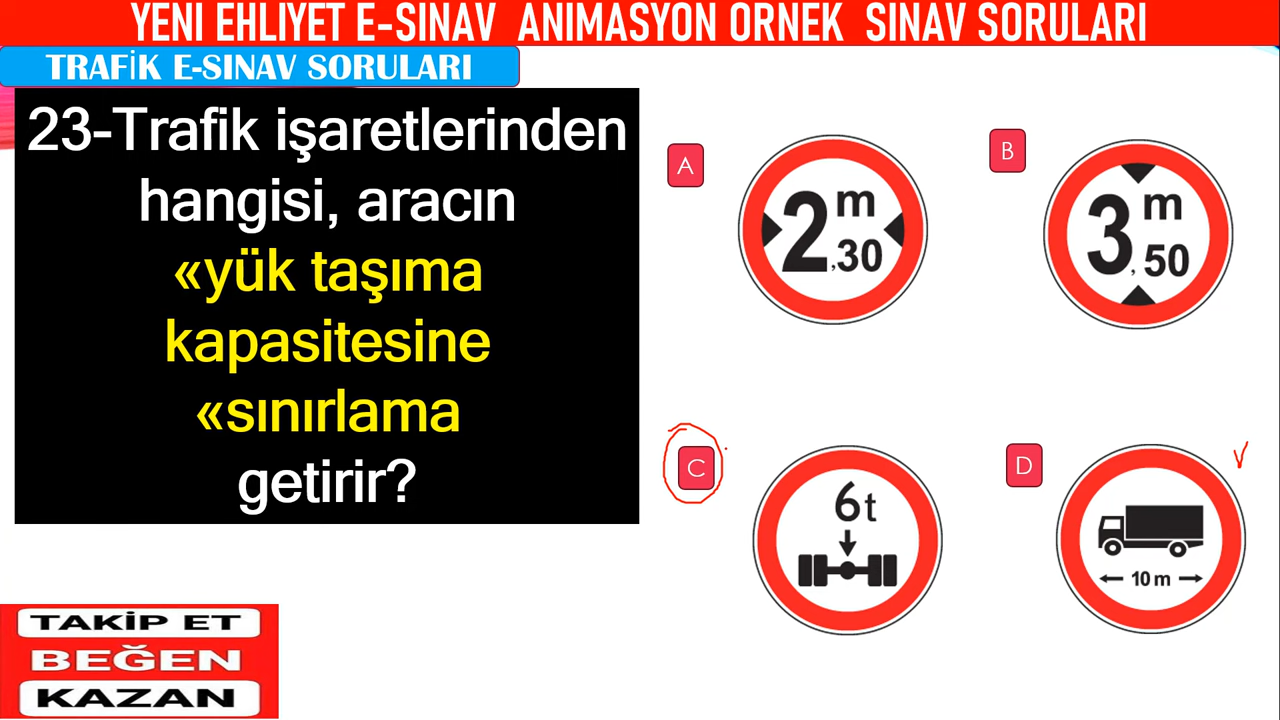 YENI EHLIYET E-SINAV ANIMASYON ORNEK SINAV SORULARI
TRAFİK E-SINAV SORULARI
23-Trafik işaretlerinden
hangisi, aracın
«yük taşıma
kapasitesine
«sınırlama
getirir?
A
2,30 m
B
3,50 m
C
6t
D
10 m
TAKİP ET
BEĞEN
KAZAN